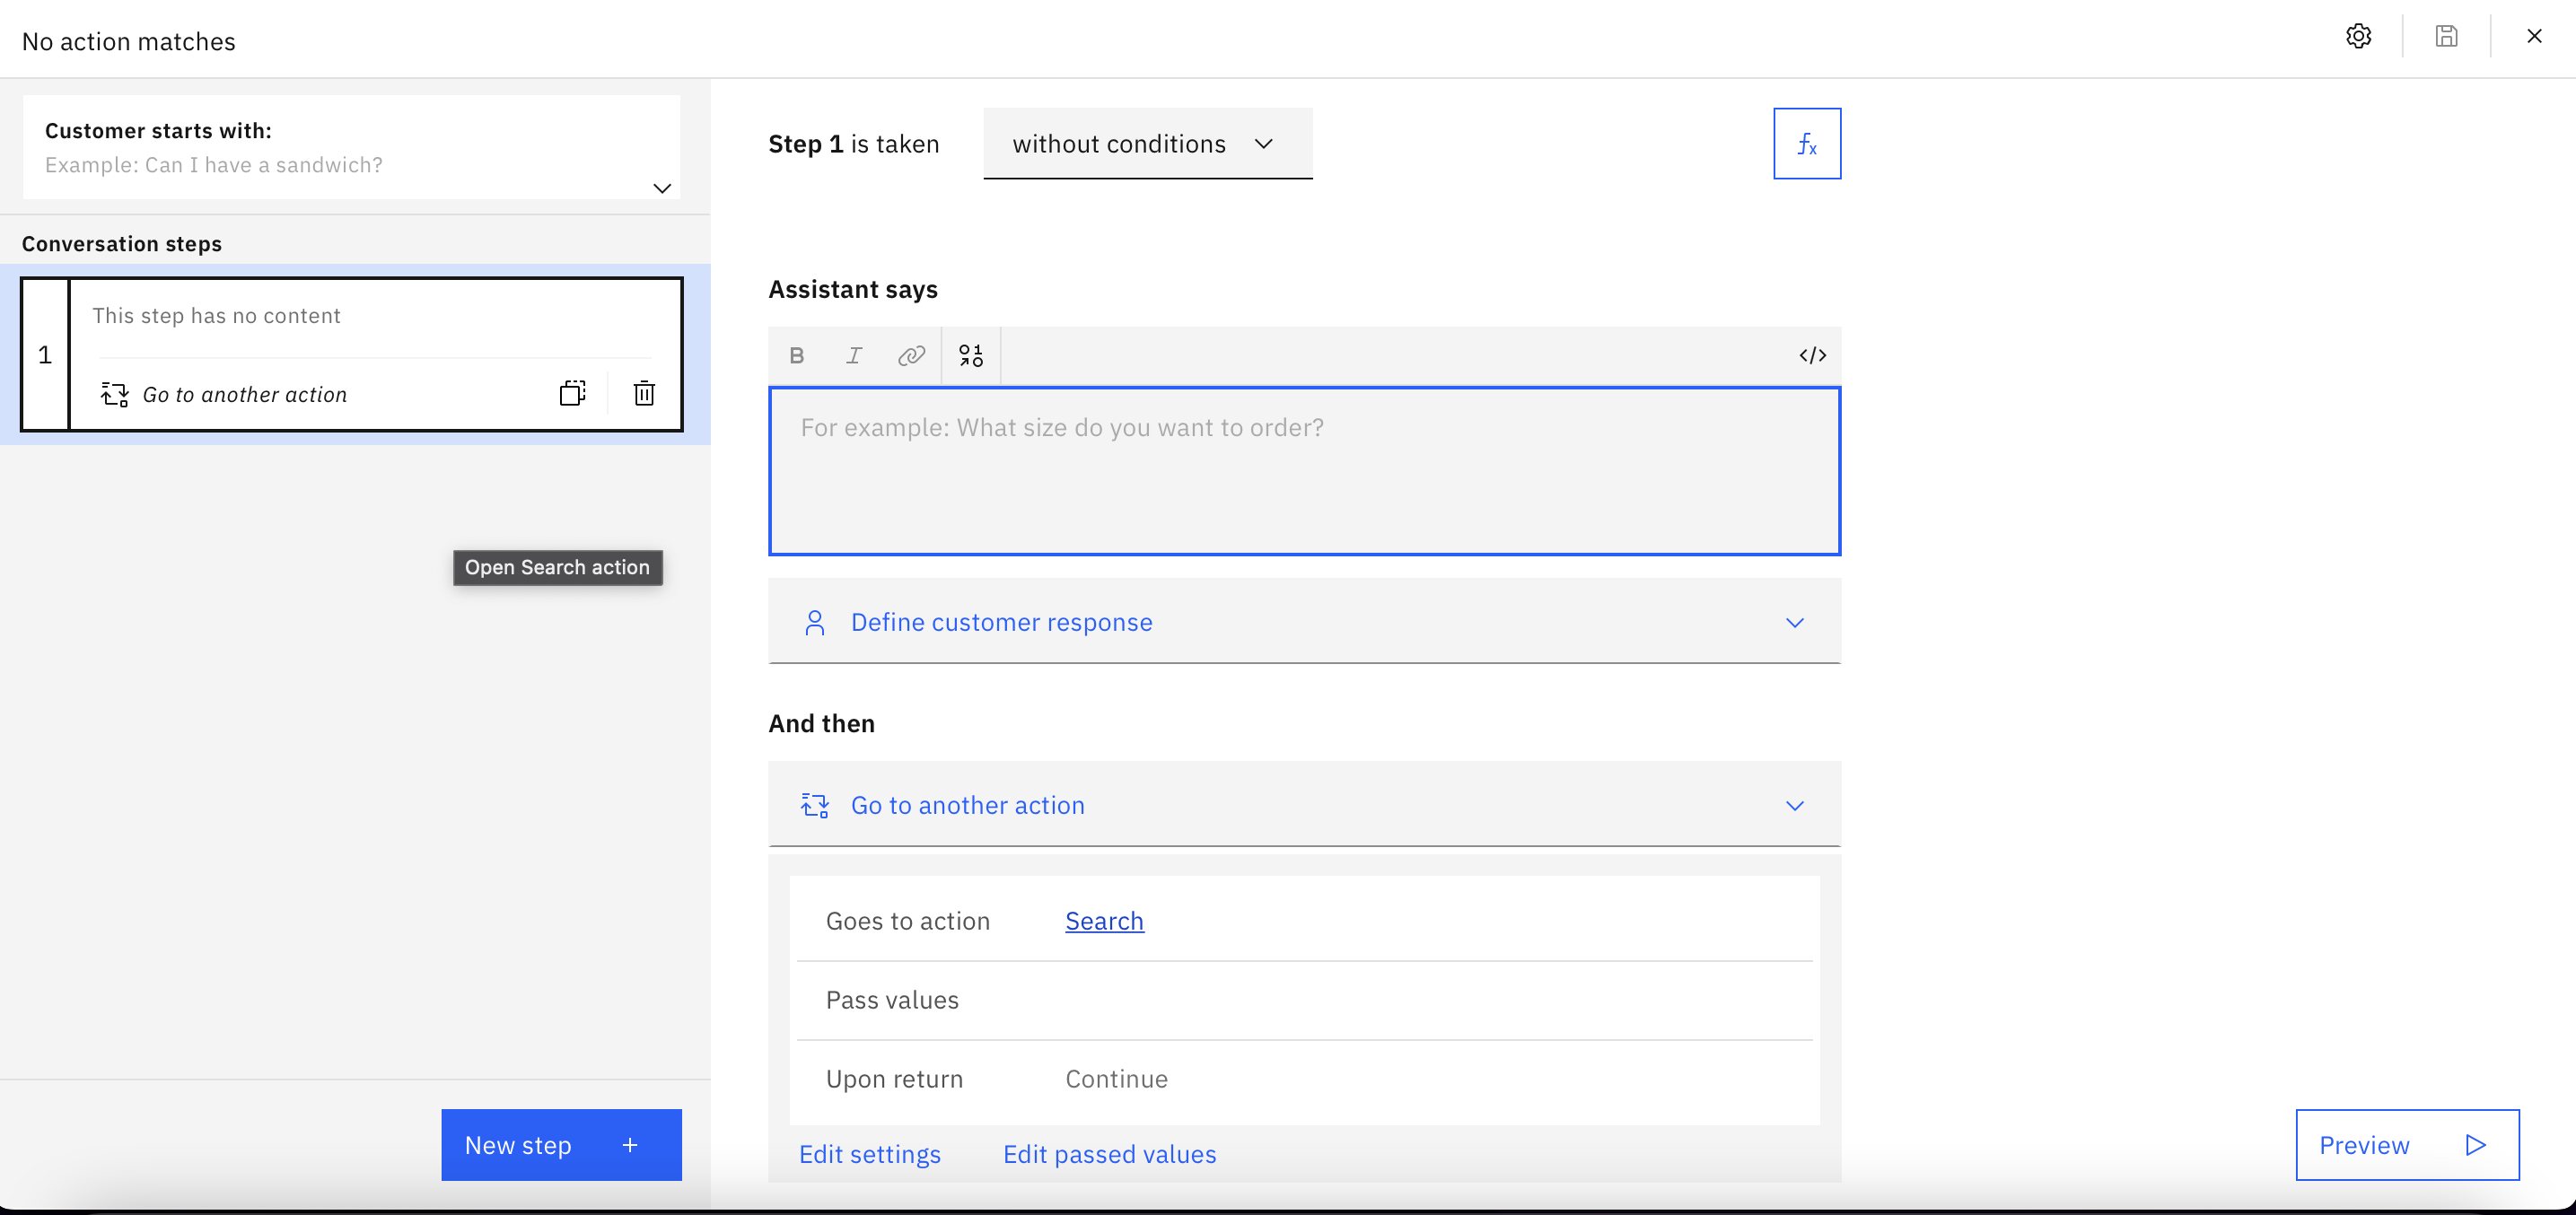 No action matches
Customer starts with:
Example: Can I have a sandwich?
Conversation steps
1
This step has no content
Go to another action
Open Search action
New step +
Step 1 is taken
without conditions
fx
Assistant says
B I
</>
For example: What size do you want to order?
Define customer response
And then
Go to another action
Goes to action Search
Pass values
Upon return Continue
Edit settings Edit passed values
Preview